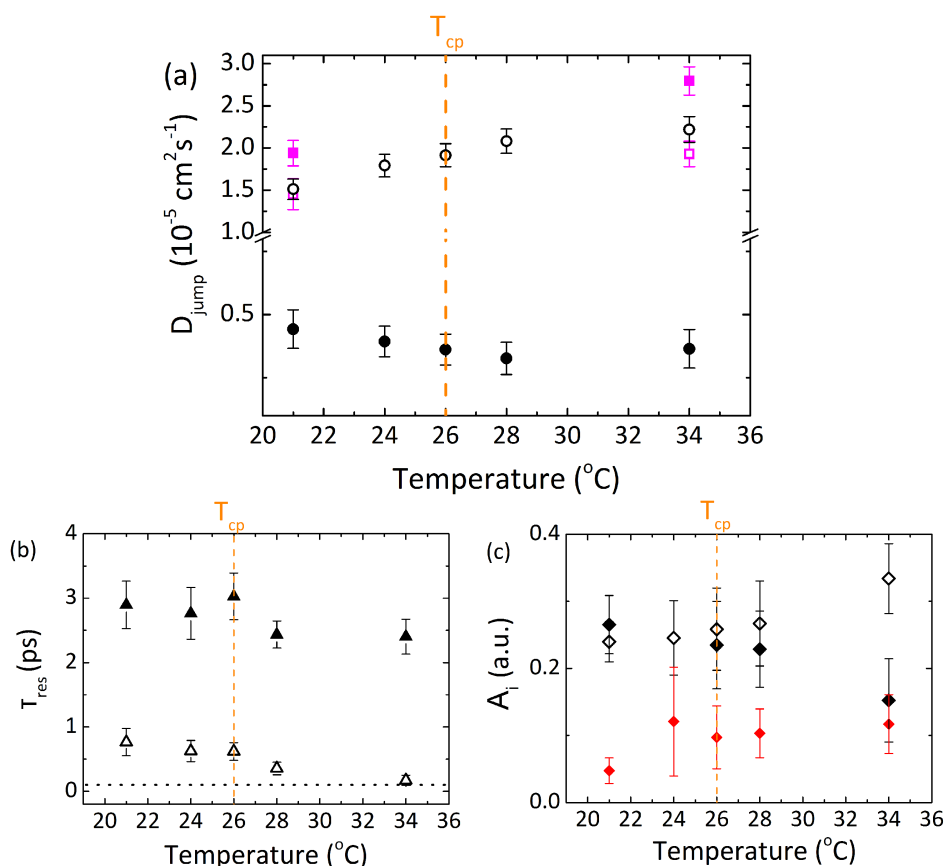 T_cp
(a)
D_jump (10^-5 cm^2 s^-1)
3.0
2.5
2.0
1.5
1.0
0.5
20 22 24 26 28 30 32 34 36
Temperature (°C)
T_cp
(b)
τ_res (ps)
4
3
2
1
0
20 22 24 26 28 30 32 34 36
Temperature (°C)
T_cp
(c)
A_i (a.u.)
0.4
0.2
0.0
20 22 24 26 28 30 32 34 36
Temperature (°C)